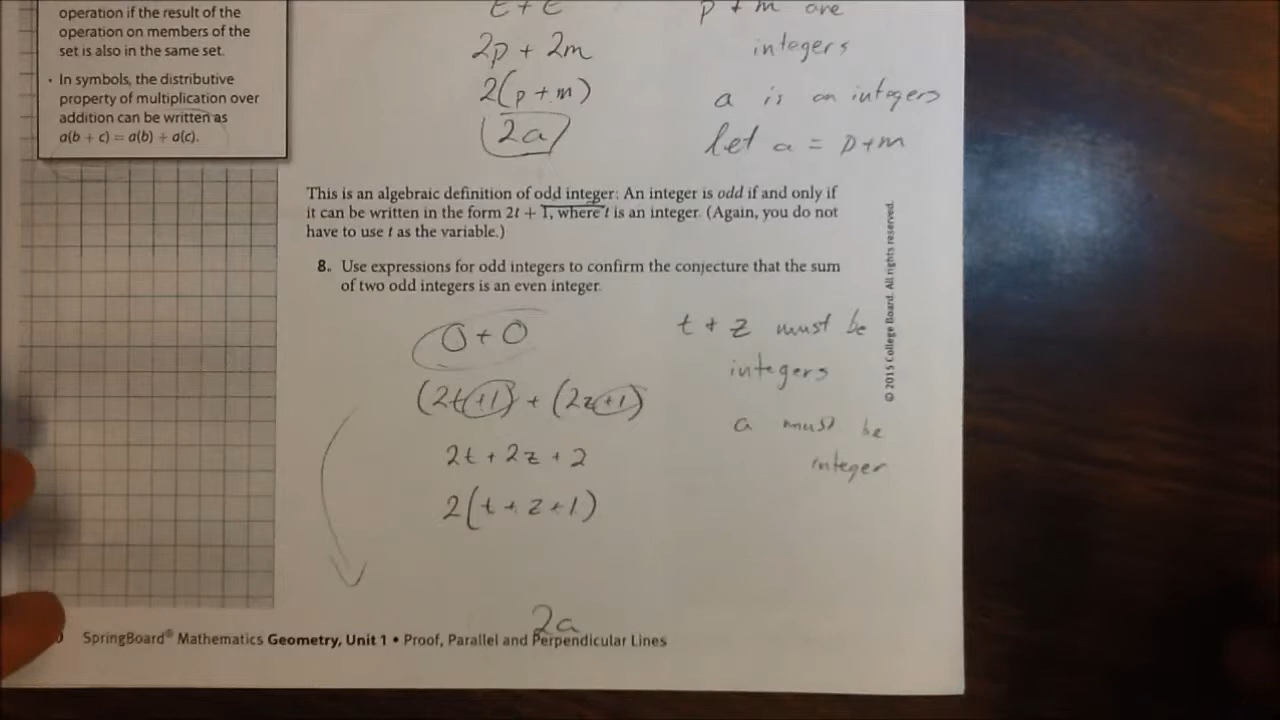 operation if the result of the
operation on members of the
set is also in the same set.
• In symbols, the distributive
property of multiplication over
addition can be written as
a(b + c) = a(b) + a(c).
E + E
2p + 2m
2(p+m)
2a
p + m are
integers
a is an integers
let a = p+m
This is an algebraic definition of odd integer: An integer is odd if and only if
it can be written in the form 2t + 1, where t is an integer. (Again, you do not
have to use t as the variable.)
8. Use expressions for odd integers to confirm the conjecture that the sum
of two odd integers is an even integer.
O + O
(2t+1) + (2z+1)
2t + 2z + 2
2(t + z + 1)
2a
t + z must be
integers
a must be
integer
© 2015 College Board. All rights reserved.
SpringBoard® Mathematics Geometry, Unit 1 • Proof, Parallel and Perpendicular Lines